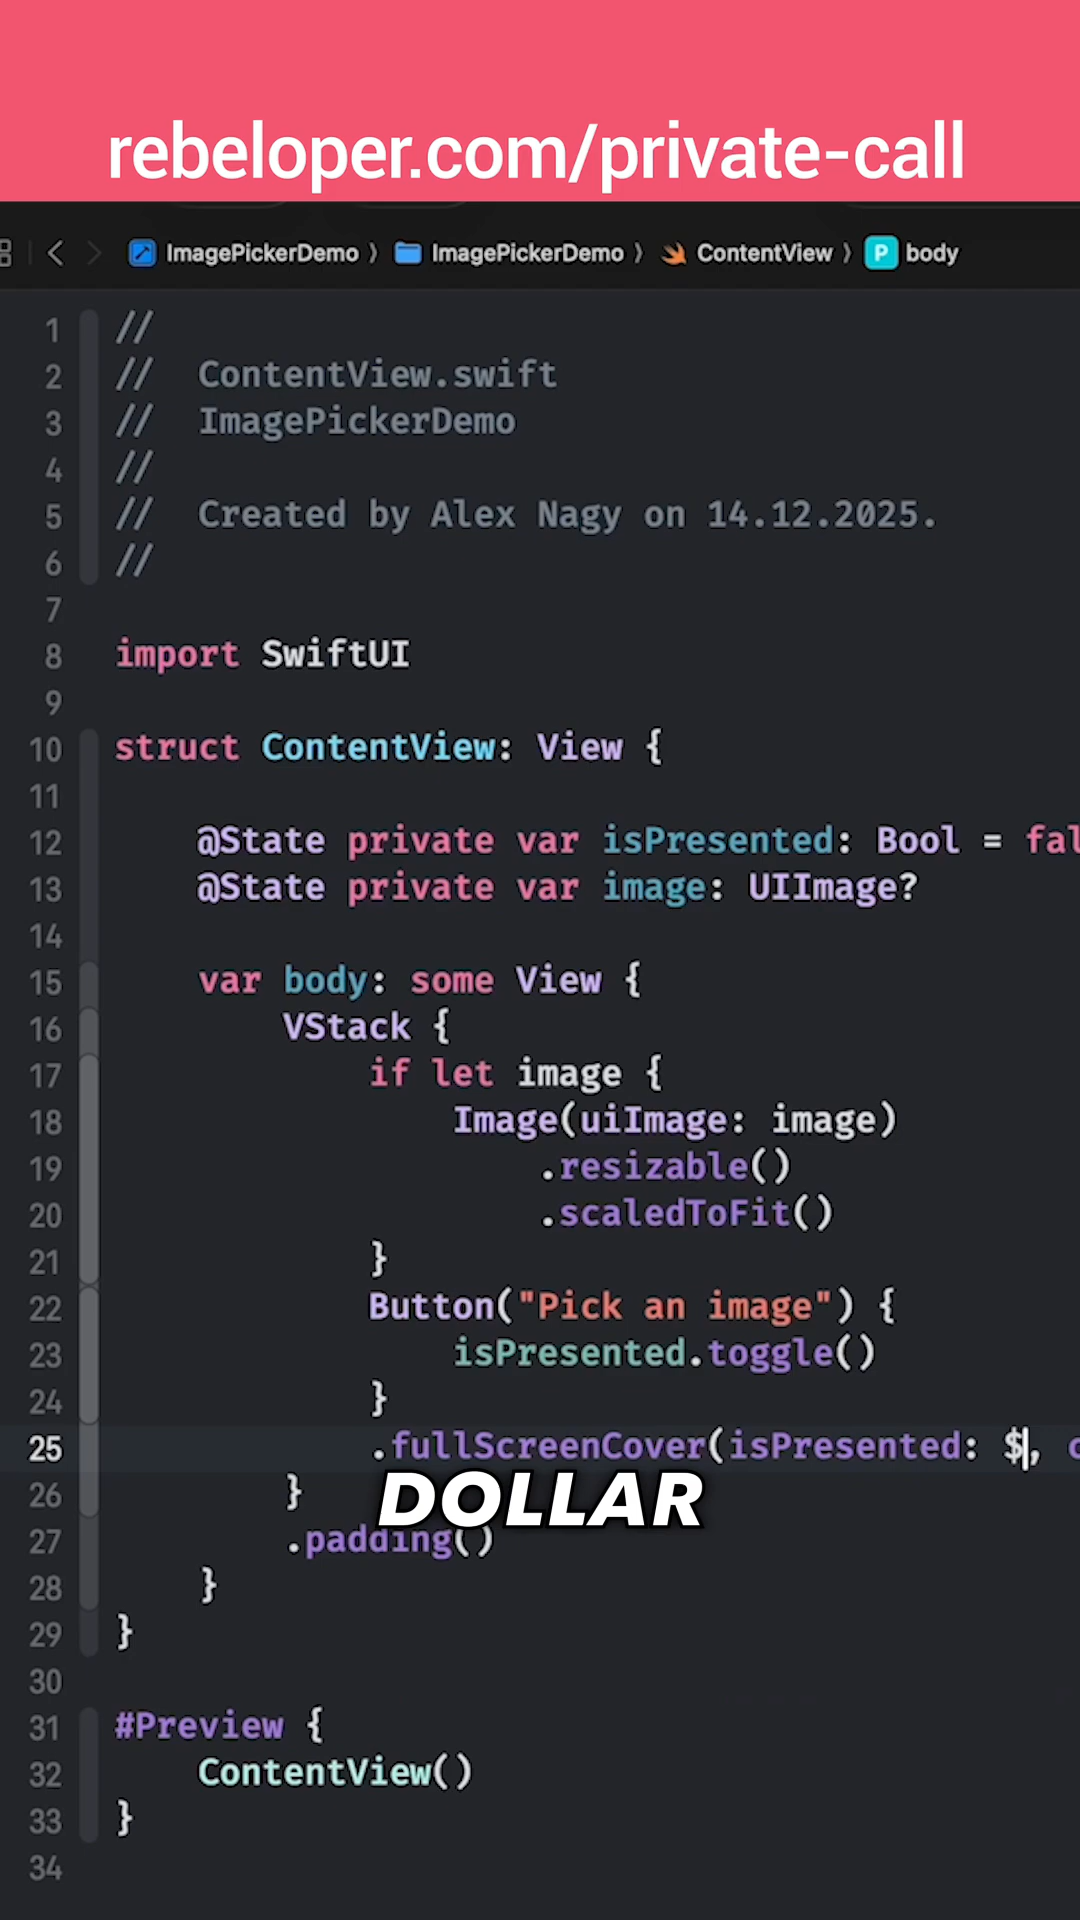 rebeloper.com/private-call
ImagePickerDemo 〉 ImagePickerDemo 〉 ContentView 〉 P body
1 //
2 //  ContentView.swift
3 //  ImagePickerDemo
4 //
5 //  Created by Alex Nagy on 14.12.2025.
6 //
7
8 import SwiftUI
9
10 struct ContentView: View {
11
12     @State private var isPresented: Bool = fal
13     @State private var image: UIImage?
14
15     var body: some View {
16         VStack {
17             if let image {
18                 Image(uiImage: image)
19                     .resizable()
20                     .scaledToFit()
21             }
22             Button("Pick an image") {
23                 isPresented.toggle()
24             }
25             .fullScreenCover(isPresented: $, c
DOLLAR
26         }
27         .padding()
28     }
29 }
30
31 #Preview {
32     ContentView()
33 }
34